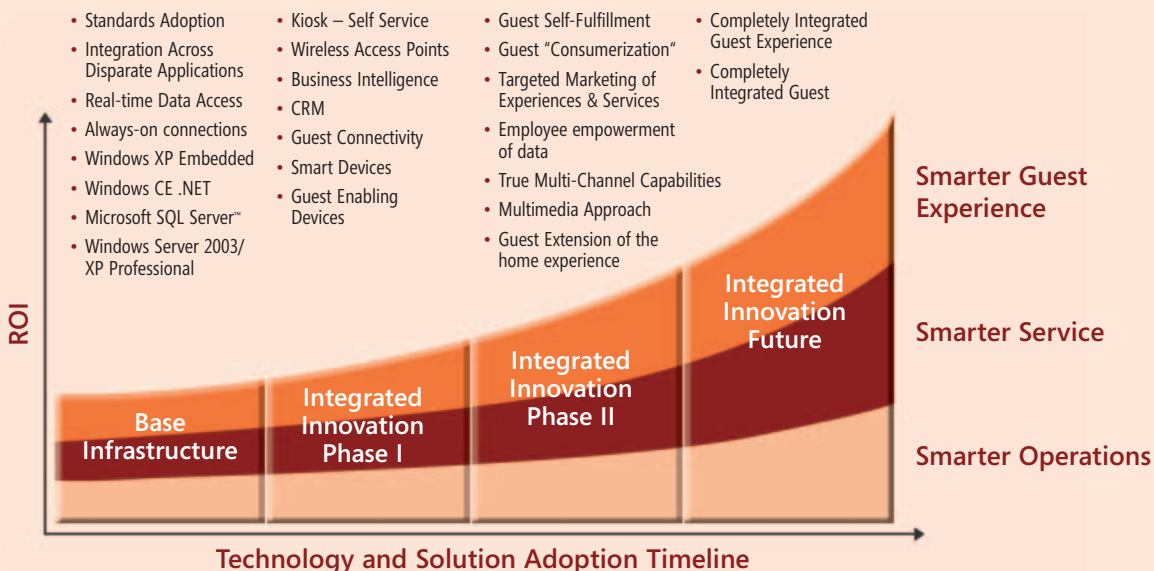 • Standards Adoption
• Integration Across
Disparate Applications
• Real-time Data Access
• Always-on connections
• Windows XP Embedded
• Windows CE .NET
• Microsoft SQL Server™
• Windows Server 2003/
XP Professional
• Kiosk – Self Service
• Wireless Access Points
• Business Intelligence
• CRM
• Guest Connectivity
• Smart Devices
• Guest Enabling
Devices
• Guest Self-Fulfillment
• Guest “Consumerization“
• Targeted Marketing of
Experiences & Services
• Employee empowerment
of data
• True Multi-Channel Capabilities
• Multimedia Approach
• Guest Extension of the
home experience
• Completely Integrated
Guest Experience
• Completely
Integrated Guest
ROI
Base
Infrastructure
Integrated
Innovation
Phase I
Integrated
Innovation
Phase II
Integrated
Innovation
Future
Smarter Guest
Experience
Smarter Service
Smarter Operations
Technology and Solution Adoption Timeline